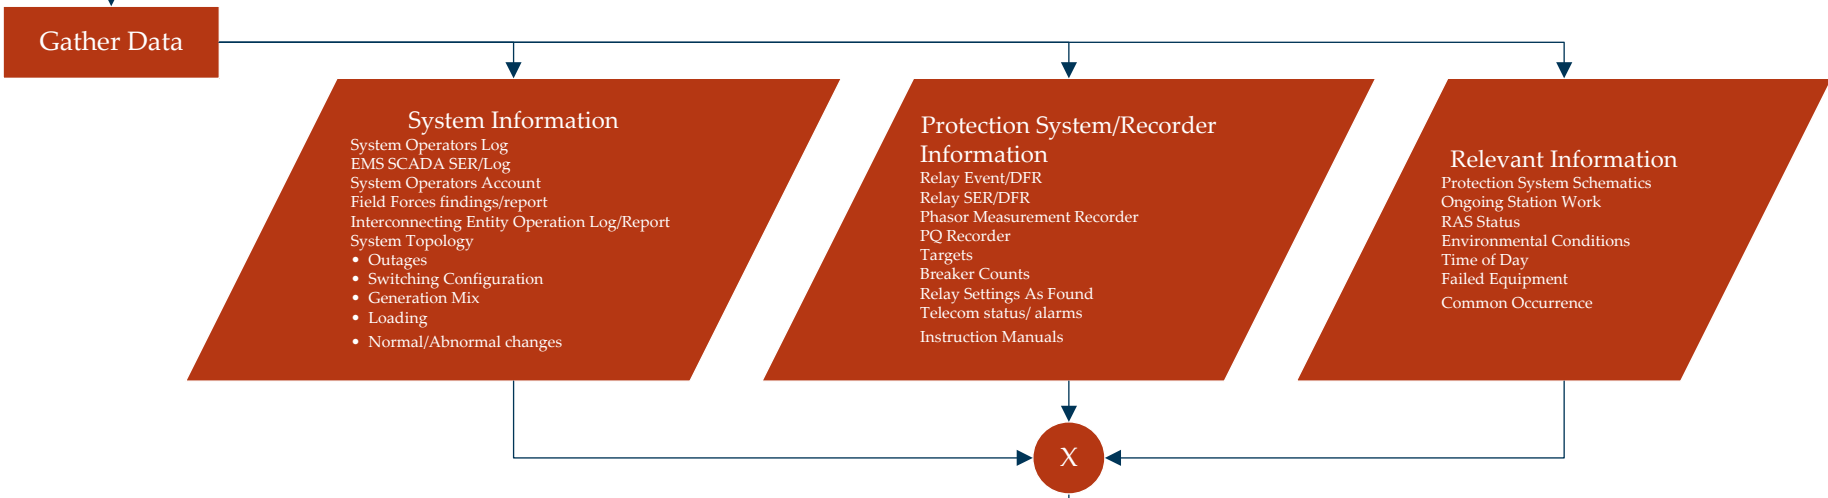 Gather Data
System Information
System Operators Log
EMS SCADA SER/Log
System Operators Account
Field Forces findings/report
Interconnecting Entity Operation Log/Report
System Topology
• Outages
• Switching Configuration
• Generation Mix
• Loading
• Normal/Abnormal changes
Protection System/Recorder
Information
Relay Event/DFR
Relay SER/DFR
Phasor Measurement Recorder
PQ Recorder
Targets
Breaker Counts
Relay Settings As Found
Telecom status/ alarms
Instruction Manuals
Relevant Information
Protection System Schematics
Ongoing Station Work
RAS Status
Environmental Conditions
Time of Day
Failed Equipment
Common Occurrence
X